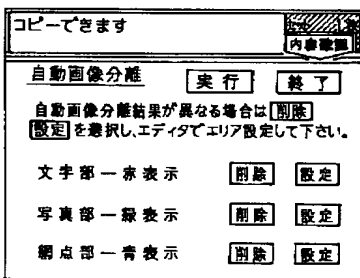 コピーできます
内容確認
自動画像分離 実行 終了
自動画像分離結果が異なる場合は 削除
設定 を選択し、エディタでエリア設定して下さい。
文字部 ー 赤表示 削除 設定
写真部 ー 緑表示 削除 設定
網点部 ー 青表示 削除 設定